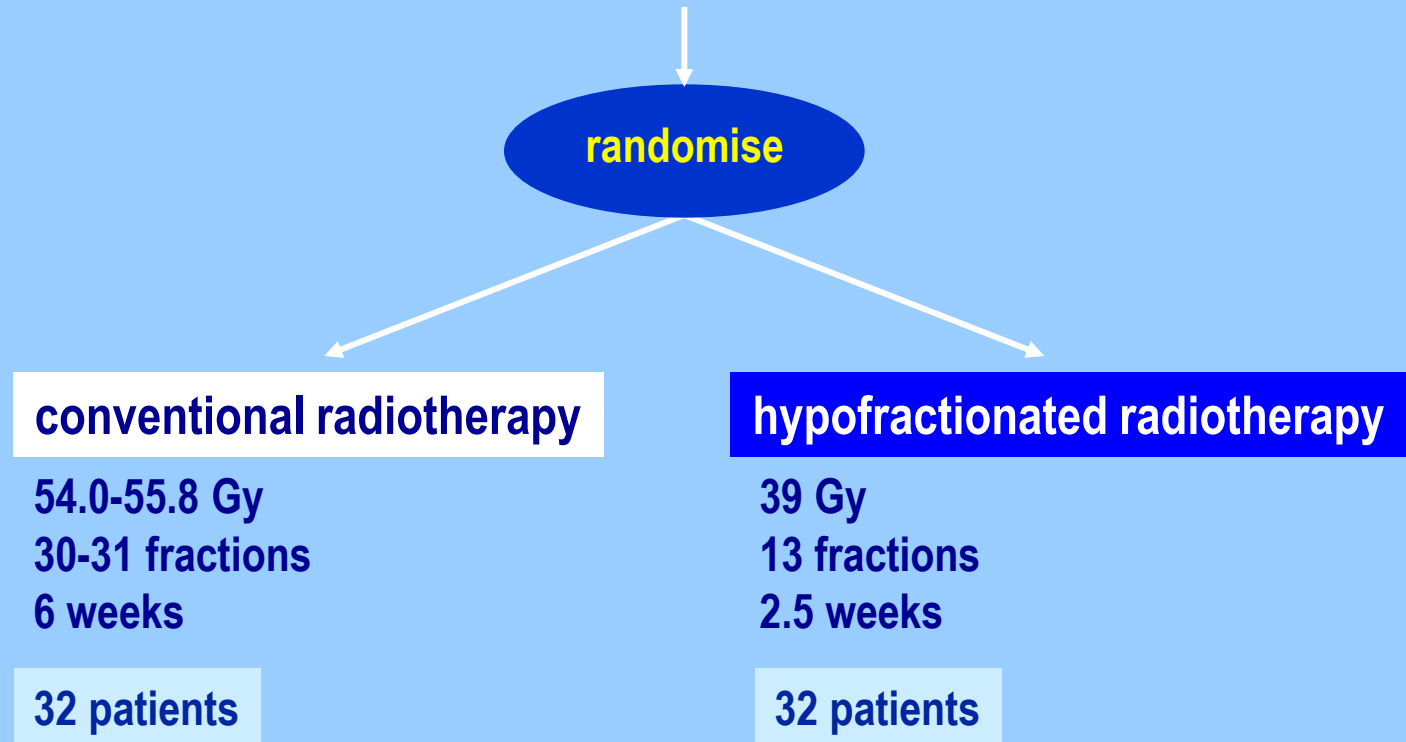 randomise
conventional radiotherapy
54.0-55.8 Gy
30-31 fractions
6 weeks
32 patients
hypofractionated radiotherapy
39 Gy
13 fractions
2.5 weeks
32 patients